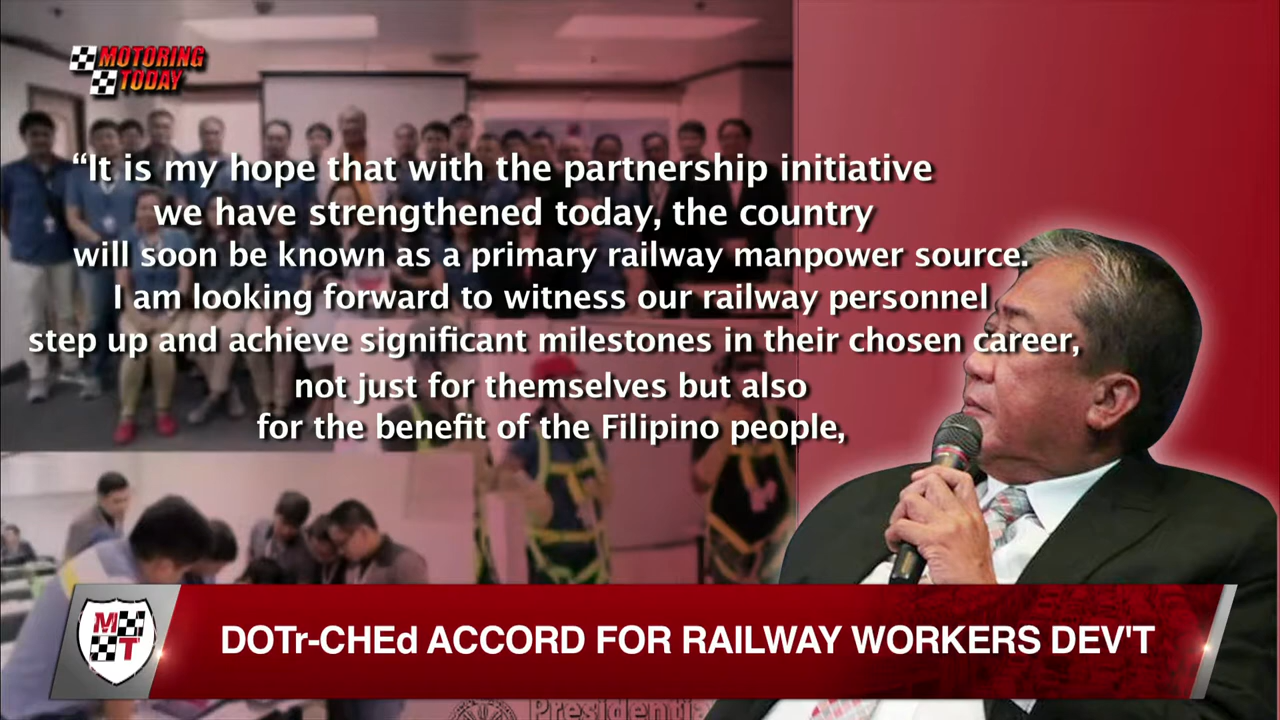 MOTORING
TODAY
“It is my hope that with the partnership initiative
we have strengthened today, the country
will soon be known as a primary railway manpower source.
I am looking forward to witness our railway personnel
step up and achieve significant milestones in their chosen career,
not just for themselves but also
for the benefit of the Filipino people,
M
T
DOTr-CHEd ACCORD FOR RAILWAY WORKERS DEV'T
Presidentia